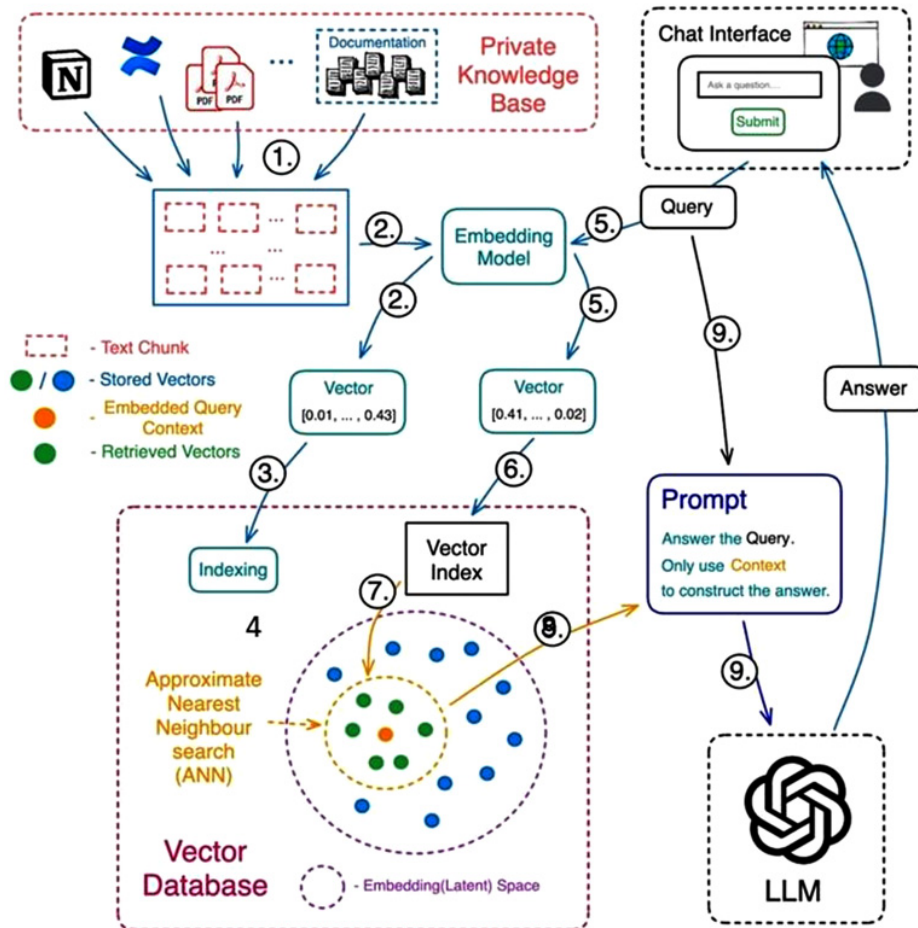 Documentation
Private
Knowledge
Base
N
PDF
PDF
...
1.
Chat Interface
Ask a question....
Submit
Query
... 
... ...
...
2.
Embedding
Model
5.
2.
5.
9.
- Text Chunk
/
- Stored Vectors
- Embedded Query
Context
- Retrieved Vectors
Vector
[0.01, ... , 0.43]
Vector
[0.41, ... , 0.02]
Answer
3.
6.
Indexing
Vector
Index
Prompt
Answer the Query.
Only use Context
to construct the answer.
7.
4
9.
Approximate
Nearest
Neighbour
search
(ANN)
Vector
Database
- Embedding(Latent) Space
LLM